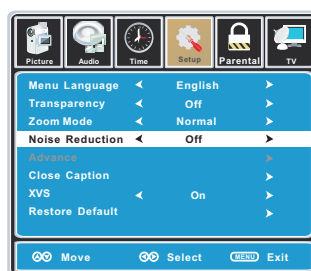 Picture Audio Time Setup Parental TV
Menu Language English
Transparency Off
Zoom Mode Normal
Noise Reduction Off
Advance
Close Caption
XVS On
Restore Default
Move Select MENU Exit